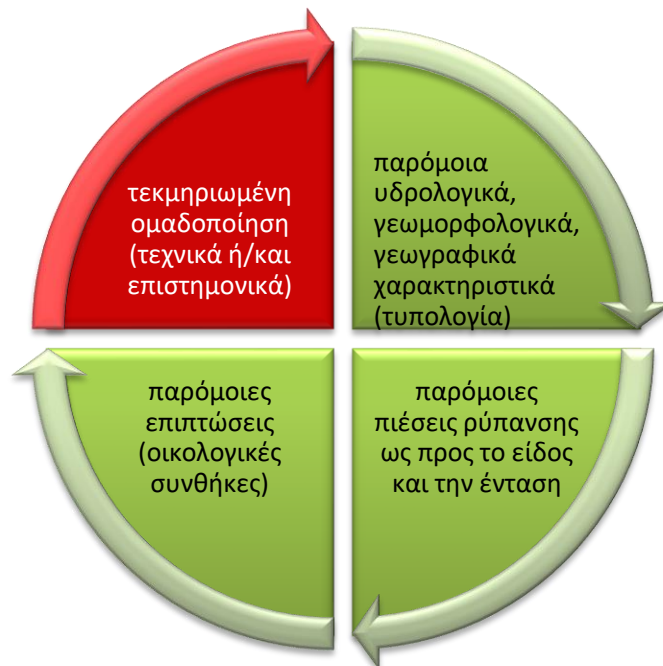 τεκμηριωμένη
ομαδοποίηση
(τεχνικά ή/και
επιστημονικά)
παρόμοια
υδρολογικά,
γεωμορφολογικά,
γεωγραφικά
χαρακτηριστικά
(τυπολογία)
παρόμοιες
επιπτώσεις
(οικολογικές
συνθήκες)
παρόμοιες
πιέσεις ρύπανσης
ως προς το είδος
και την ένταση